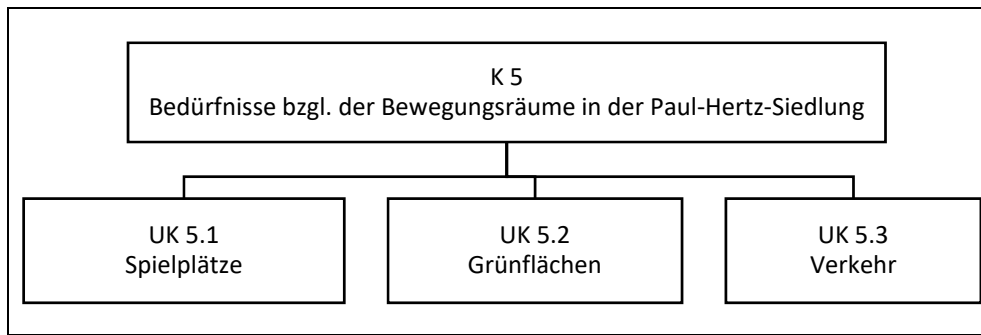 K 5
Bedürfnisse bzgl. der Bewegungsräume in der Paul-Hertz-Siedlung
UK 5.1
Spielplätze
UK 5.2
Grünflächen
UK 5.3
Verkehr